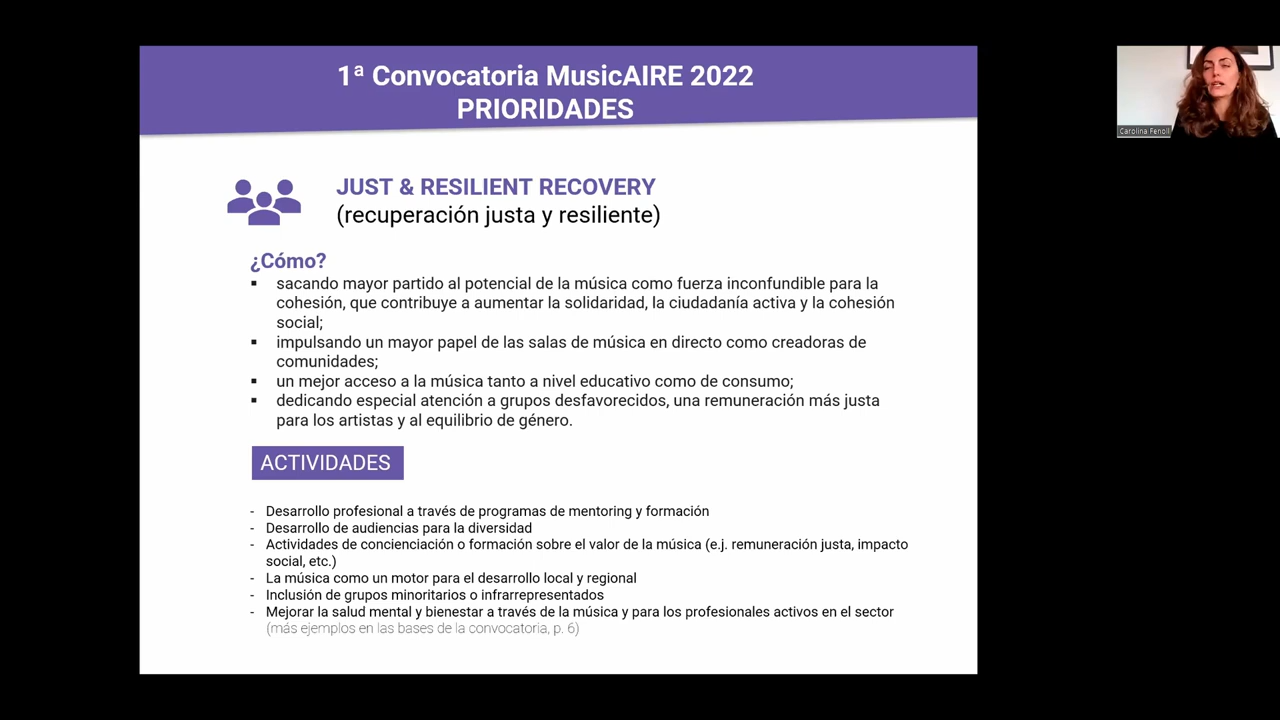 1ª Convocatoria MusicAIRE 2022
PRIORIDADES
JUST & RESILIENT RECOVERY
(recuperación justa y resiliente)
¿Cómo?
▪ sacando mayor partido al potencial de la música como fuerza inconfundible para la
cohesión, que contribuye a aumentar la solidaridad, la ciudadanía activa y la cohesión
social;
▪ impulsando un mayor papel de las salas de música en directo como creadoras de
comunidades;
▪ un mejor acceso a la música tanto a nivel educativo como de consumo;
▪ dedicando especial atención a grupos desfavorecidos, una remuneración más justa
para los artistas y al equilibrio de género.
ACTIVIDADES
- Desarrollo profesional a través de programas de mentoring y formación
- Desarrollo de audiencias para la diversidad
- Actividades de concienciación o formación sobre el valor de la música (e.j. remuneración justa, impacto
social, etc.)
- La música como un motor para el desarrollo local y regional
- Inclusión de grupos minoritarios o infrarrepresentados
- Mejorar la salud mental y bienestar a través de la música y para los profesionales activos en el sector
(más ejemplos en las bases de la convocatoria, p. 6)
Carolina Fenoll